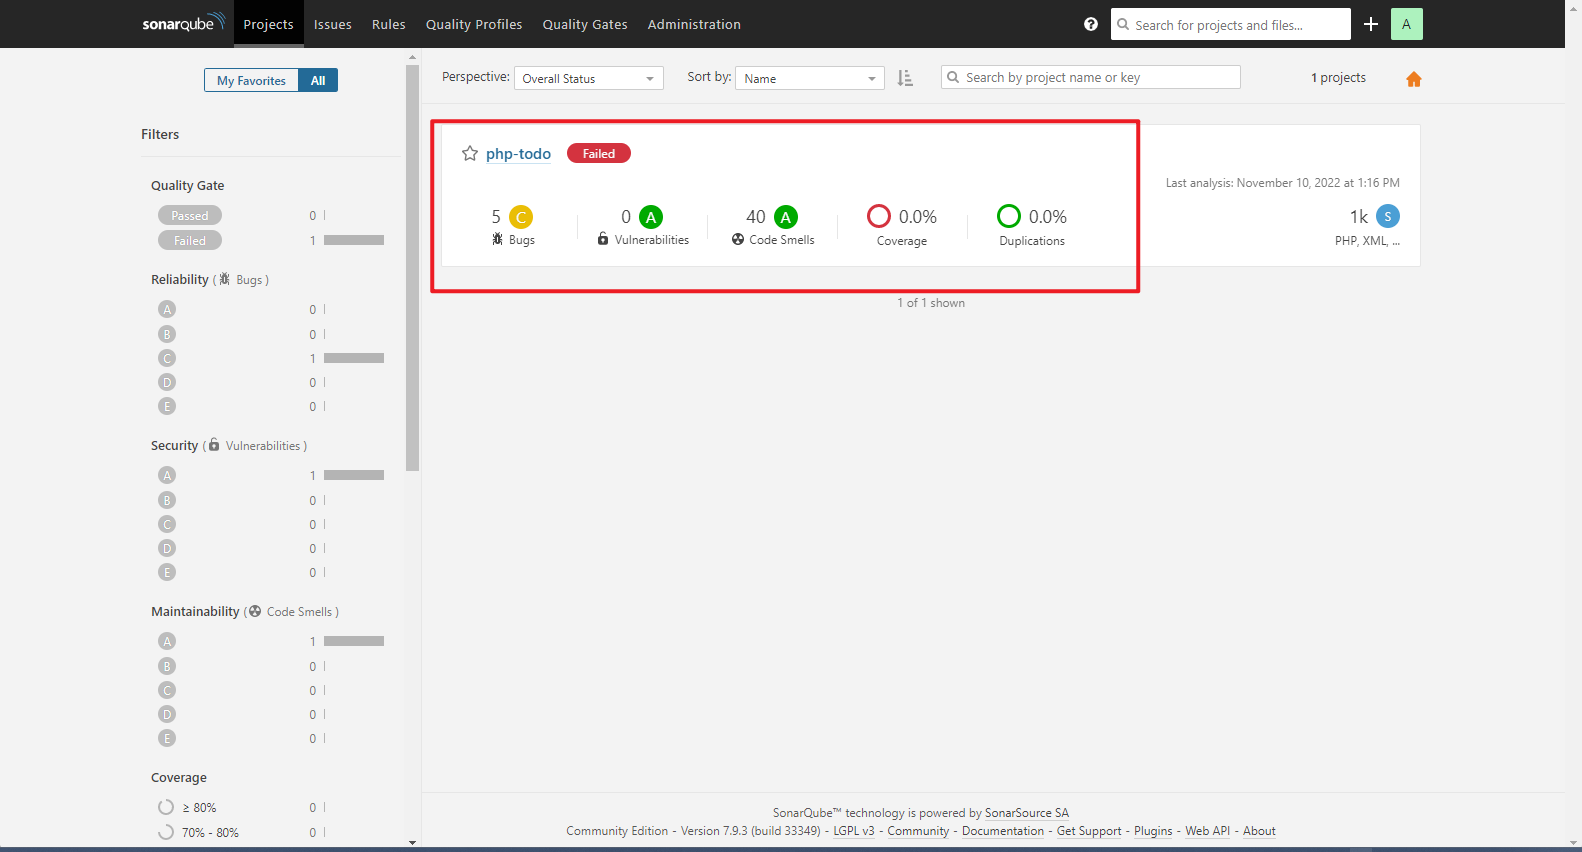 sonarqube Projects Issues Rules Quality Profiles Quality Gates Administration ? Search for projects and files... + A
My Favorites All
Perspective: Overall Status Sort by: Name Search by project name or key 1 projects
Filters
Quality Gate
Passed 0
Failed 1
Reliability ( Bugs )
A 0
B 0
C 1
D 0
E 0
Security ( Vulnerabilities )
A 1
B 0
C 0
D 0
E 0
Maintainability ( Code Smells )
A 1
B 0
C 0
D 0
E 0
Coverage
≥ 80% 0
70% - 80% 0
php-todo Failed
Last analysis: November 10, 2022 at 1:16 PM
5 C 0 A 40 A 0.0% 0.0% 1k S
Bugs Vulnerabilities Code Smells Coverage Duplications PHP, XML, ...
1 of 1 shown
SonarQube™ technology is powered by SonarSource SA
Community Edition - Version 7.9.3 (build 33349) - LGPL v3 - Community - Documentation - Get Support - Plugins - Web API - About